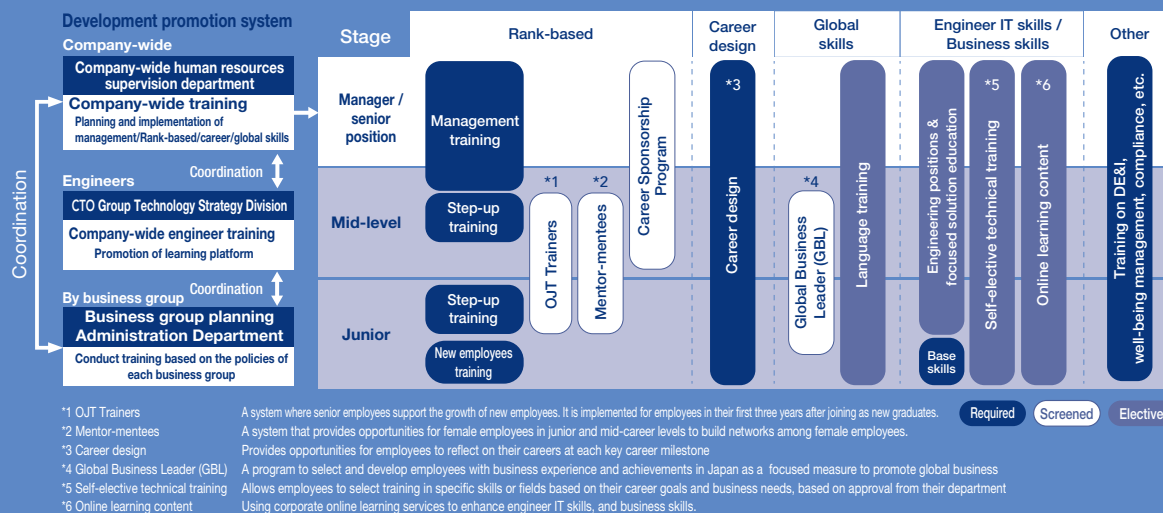 Development promotion system
Company-wide
Company-wide human resources
supervision department
Company-wide training
Planning and implementation of
management/Rank-based/career/global skills
Coordination
Engineers
CTO Group Technology Strategy Division
Company-wide engineer training
Promotion of learning platform
Coordination
By business group
Business group planning
Administration Department
Conduct training based on the policies of
each business group
Coordination
Stage
Rank-based
Career
design
Global
skills
Engineer IT skills /
Business skills
Other
Manager /
senior
position
Mid-level
Junior
Management
training
Step-up
training
Step-up
training
New employees
training
*1
OJT Trainers
*2
Mentor-mentees
Career Sponsorship
Program
*3
Career design
*4
Global Business
Leader (GBL)
Language training
Engineering positions &
focused solution education
Base
skills
*5
Self-elective technical training
*6
Online learning content
Training on DE&I,
well-being management, compliance, etc.
Required
Screened
Elective
*1 OJT Trainers A system where senior employees support the growth of new employees. It is implemented for employees in their first three years after joining as new graduates.
*2 Mentor-mentees A system that provides opportunities for female employees in junior and mid-career levels to build networks among female employees.
*3 Career design Provides opportunities for employees to reflect on their careers at each key career milestone
*4 Global Business Leader (GBL) A program to select and develop employees with business experience and achievements in Japan as a focused measure to promote global business
*5 Self-elective technical training Allows employees to select training in specific skills or fields based on their career goals and business needs, based on approval from their department
*6 Online learning content Using corporate online learning services to enhance engineer IT skills, and business skills.